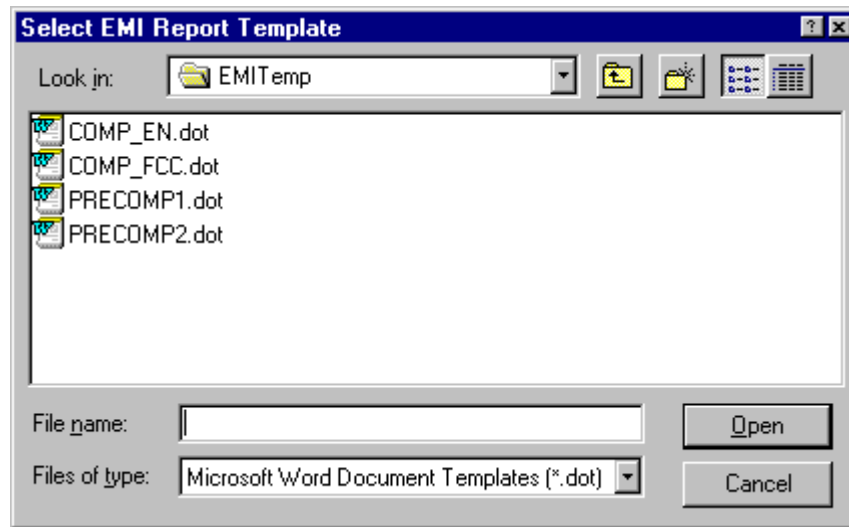 Select EMI Report Template
Look in: EMITemp
COMP_EN.dot
COMP_FCC.dot
PRECOMP1.dot
PRECOMP2.dot
File name:
Open
Files of type: Microsoft Word Document Templates (*.dot)
Cancel